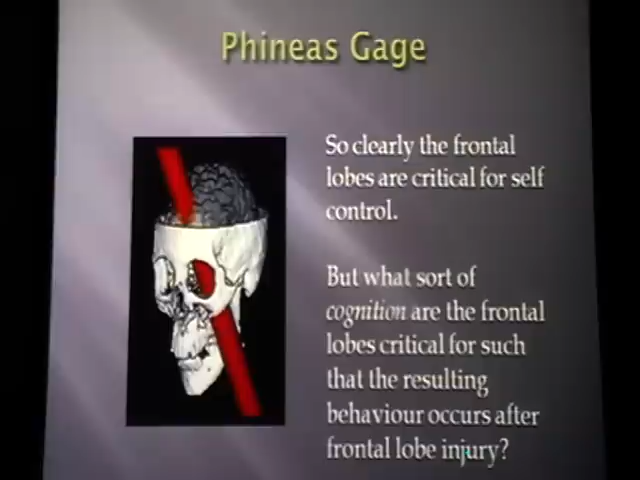 Phineas Gage
So clearly the frontal
lobes are critical for self
control.
But what sort of
cognition are the frontal
lobes critical for such
that the resulting
behaviour occurs after
frontal lobe injury?